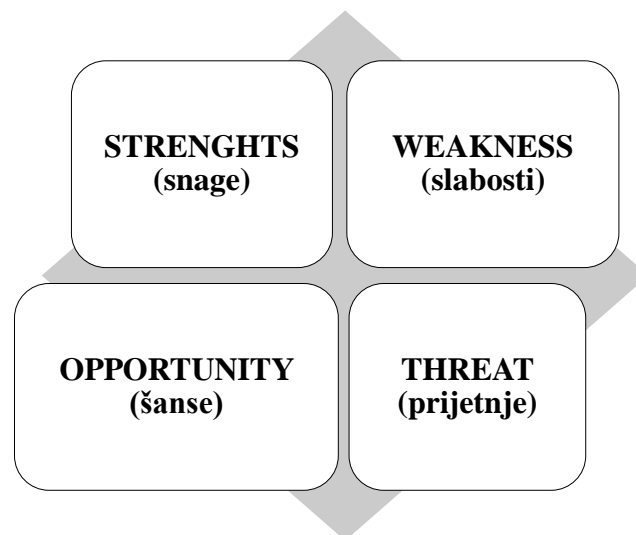 STRENGHTS
(snage)
WEAKNESS
(slabosti)
OPPORTUNITY
(šanse)
THREAT
(prijetnje)